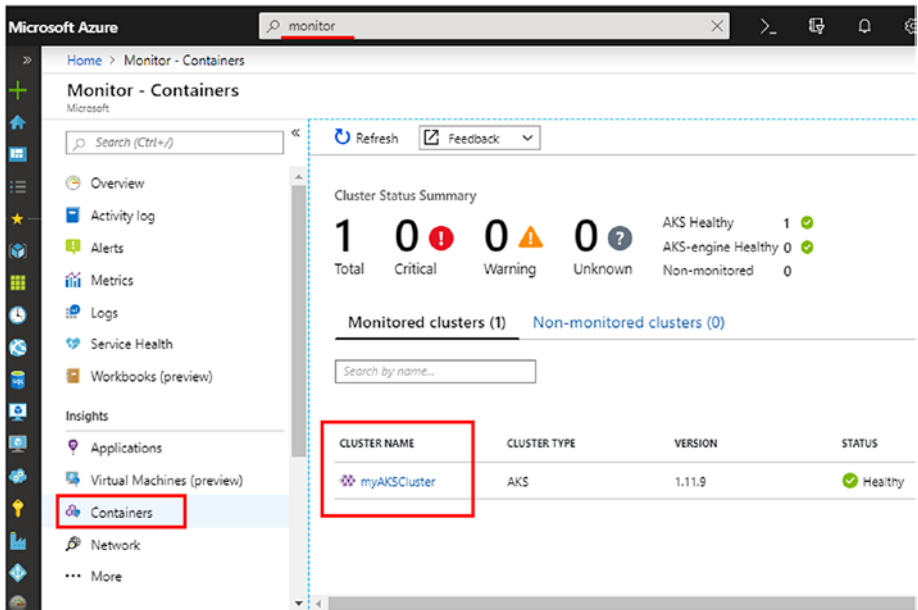 Microsoft Azure
monitor
Home > Monitor - Containers
Monitor - Containers
Microsoft
Search (Ctrl+/)
Overview
Activity log
Alerts
Metrics
Logs
Service Health
Workbooks (preview)
Insights
Applications
Virtual Machines (preview)
Containers
Network
More
Refresh
Feedback
Cluster Status Summary
1 0 0 0
Total Critical Warning Unknown
AKS Healthy 1
AKS-engine Healthy 0
Non-monitored 0
Monitored clusters (1) Non-monitored clusters (0)
Search by name...
CLUSTER NAME CLUSTER TYPE VERSION STATUS
myAKSCluster AKS 1.11.9 Healthy